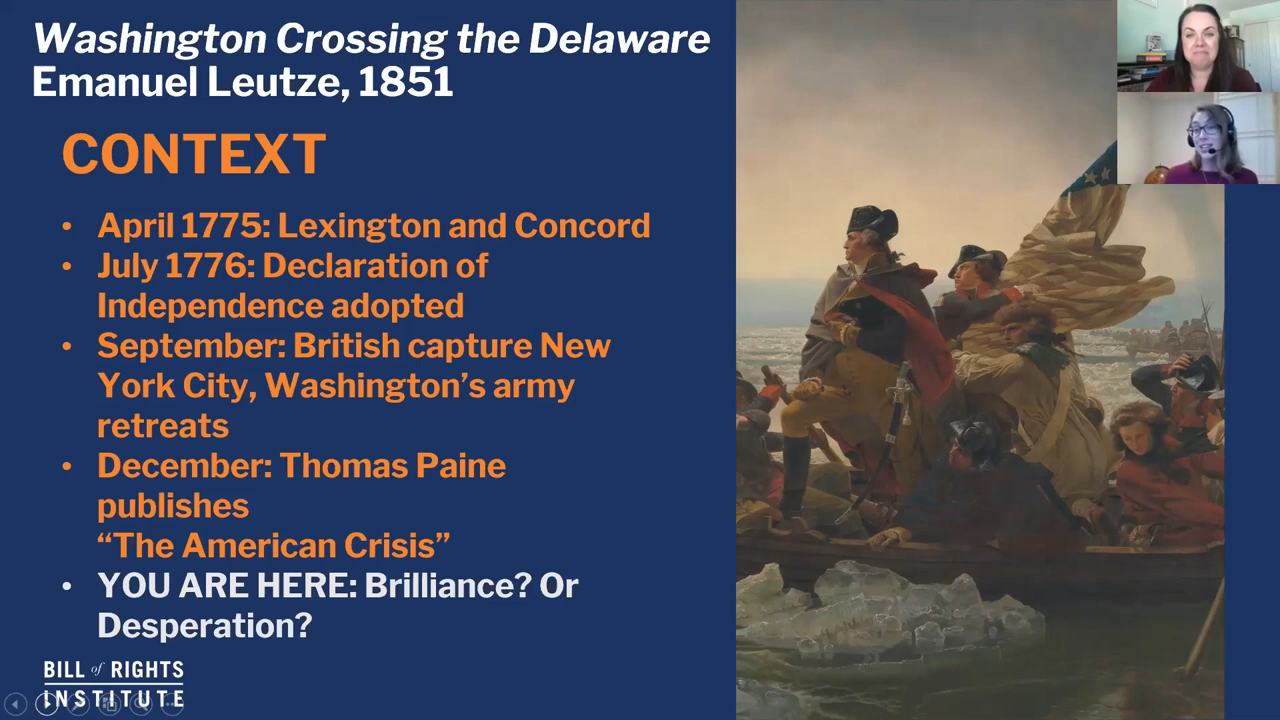 Washington Crossing the Delaware
Emanuel Leutze, 1851
CONTEXT
• April 1775: Lexington and Concord
• July 1776: Declaration of
Independence adopted
• September: British capture New
York City, Washington’s army
retreats
• December: Thomas Paine
publishes
“The American Crisis”
• YOU ARE HERE: Brilliance? Or
Desperation?
BILL of RIGHTS
INSTITUTE